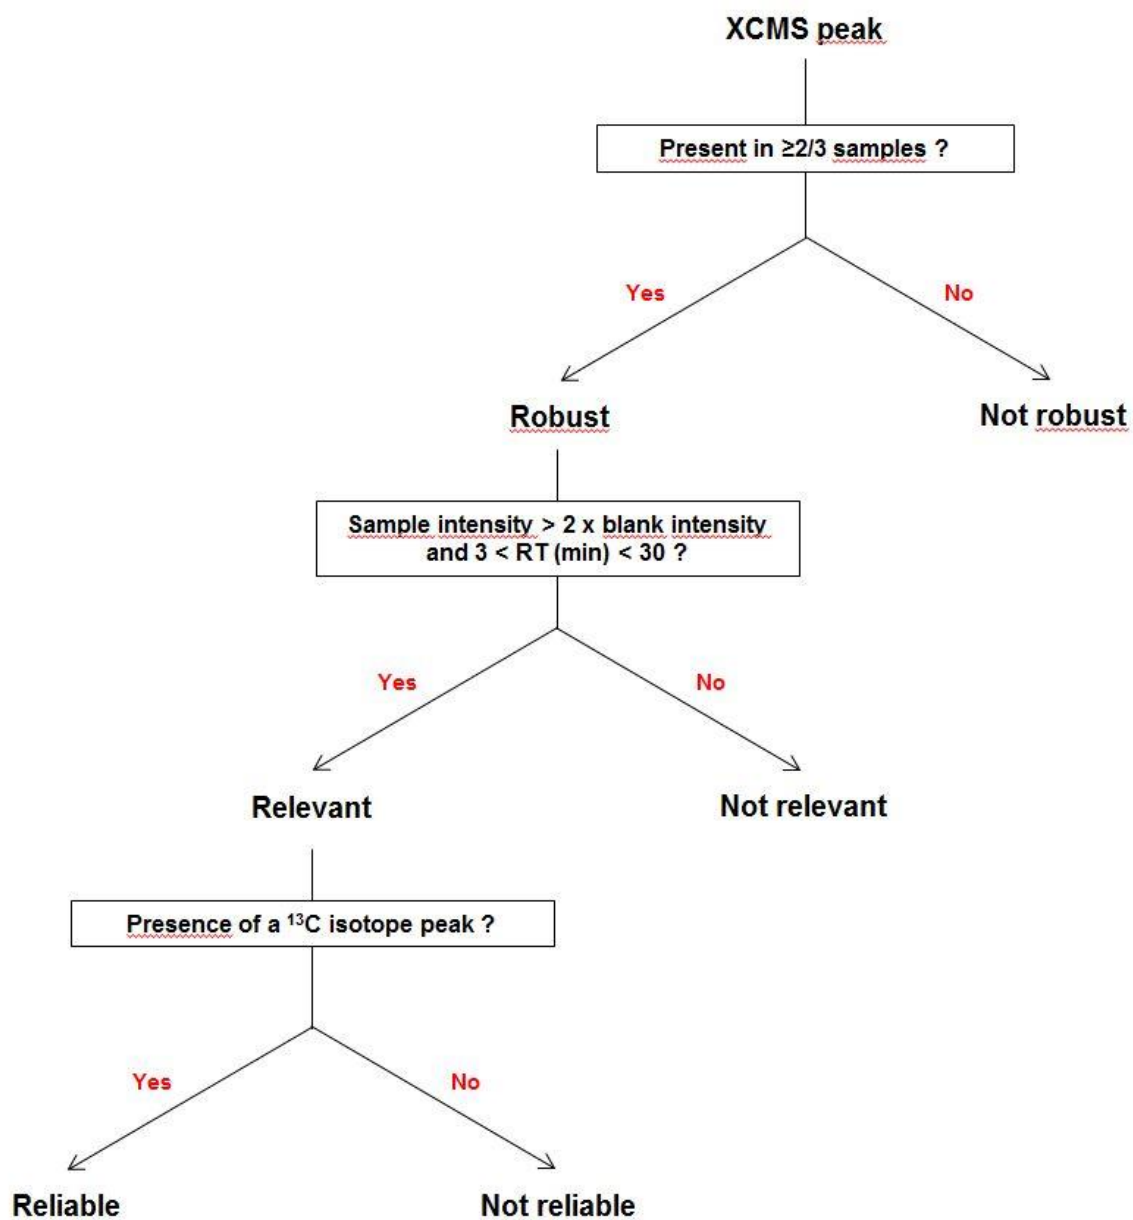 XCMS peak
Present in ≥2/3 samples ?
Yes
No
Robust
Not robust
Sample intensity > 2 x blank intensity
and 3 < RT (min) < 30 ?
Yes
No
Relevant
Not relevant
Presence of a ¹³C isotope peak ?
Yes
No
Reliable
Not reliable